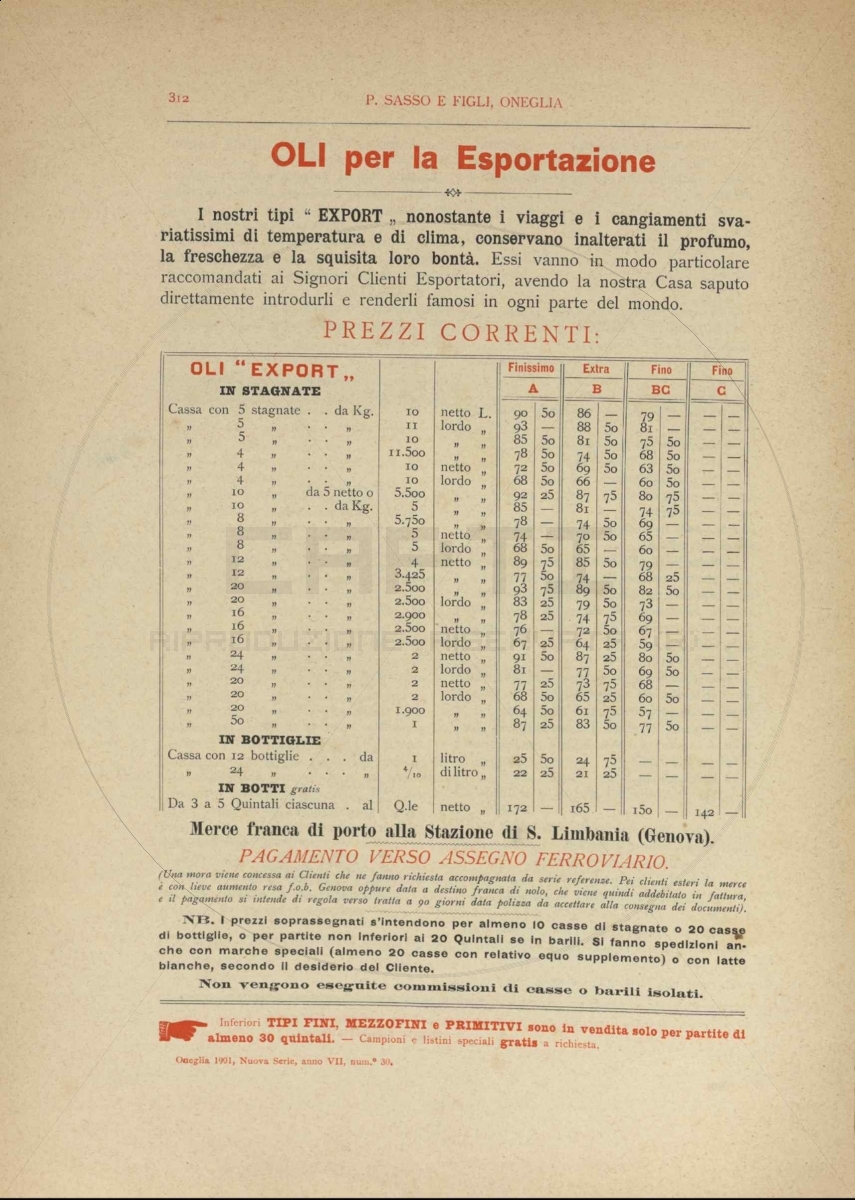 312
P. SASSO E FIGLI, ONEGLIA
OLI per la Esportazione
I nostri tipi “ EXPORT „ nonostante i viaggi e i cangiamenti sva-
riatissimi di temperatura e di clima, conservano inalterati il profumo,
la freschezza e la squisita loro bontà. Essi vanno in modo particolare
raccomandati ai Signori Clienti Esportatori, avendo la nostra Casa saputo
direttamente introdurli e renderli famosi in ogni parte del mondo.
PREZZI CORRENTI:
OLI “ EXPORT „ Finissimo Extra Fino Fino
IN STAGNATE A B BC C
Cassa con 5 stagnate . . da Kg. 10 netto L. 90 50 86 — 79 — — —
„ 5 „ . . „ 11 lordo „ 93 — 88 50 81 — — —
„ 5 „ . . „ 10 „ „ 85 50 81 50 75 50 — —
„ 4 „ . . „ 11.500 „ „ 78 50 74 50 68 50 — —
„ 4 „ . . „ 10 netto „ 72 50 69 50 63 50 — —
„ 4 „ . . „ 10 lordo „ 68 50 66 — 60 50 — —
„ 10 „ da 5 netto o 5.500 „ „ 92 25 87 75 80 75 — —
„ 10 „ . . da Kg. 5 „ „ 85 — 81 — 74 75 — —
„ 8 „ . . „ 5.750 „ „ 78 — 74 50 69 — — —
„ 8 „ . . „ 5 netto „ 74 — 70 50 65 — — —
„ 8 „ . . „ 5 lordo „ 68 50 65 — 60 — — —
„ 12 „ . . „ 4 netto „ 89 75 85 50 79 — — —
„ 12 „ . . „ 3.425 „ „ 77 50 74 — 68 25 — —
„ 20 „ . . „ 2.500 „ „ 93 75 89 50 82 50 — —
„ 20 „ . . „ 2.500 lordo „ 83 25 79 50 73 — — —
„ 16 „ . . „ 2.900 „ „ 78 25 74 75 69 — — —
„ 16 „ . . „ 2.500 netto „ 76 — 72 50 67 — — —
„ 16 „ . . „ 2.500 lordo „ 67 25 64 25 59 — — —
„ 24 „ . . „ 2 netto „ 91 50 87 25 80 50 — —
„ 24 „ . . „ 2 lordo „ 81 — 77 50 69 50 — —
„ 20 „ . . „ 2 netto „ 77 25 73 75 68 — — —
„ 20 „ . . „ 2 lordo „ 68 50 65 25 60 50 — —
„ 20 „ . . „ 1.900 „ „ 64 50 61 75 57 — — —
„ 50 „ . . „ 1 „ „ 87 25 83 50 77 50 — —
IN BOTTIGLIE
Cassa con 12 bottiglie . . . da 1 litro „ 25 50 24 75 — — — —
„ 24 „ . . . „ 4/10 di litro „ 22 25 21 25 — — — —
IN BOTTI gratis
Da 3 a 5 Quintali ciascuna . al Q.le netto „ 172 — 165 — 150 — 142 —
Merce franca di porto alla Stazione di S. Limbania (Genova).
PAGAMENTO VERSO ASSEGNO FERROVIARIO.
(Una mora viene concessa ai Clienti che ne fanno richiesta accompagnata da serie referenze. Pei clienti esteri la merce
è con lieve aumento resa f.o.b. Genova oppure data a destino franca di nolo, che viene quindi addebitato in fattura,
e il pagamento si intende di regola verso tratta a 90 giorni data polizza da accettare alla consegna dei documenti).
NB. I prezzi soprassegnati s'intendono per almeno 10 casse di stagnate o 20 casse
di bottiglie, o per partite non inferiori ai 20 Quintali se in barili. Si fanno spedizioni an-
che con marche speciali (almeno 20 casse con relativo equo supplemento) o con latte
bianche, secondo il desiderio del Cliente.
Non vengono eseguite commissioni di casse o barili isolati.
Inferiori TIPI FINI, MEZZOFINI e PRIMITIVI sono in vendita solo per partite di
almeno 30 quintali. — Campioni e listini speciali gratis a richiesta.
Oneglia 1901, Nuova Serie, anno VII, num.º 30.